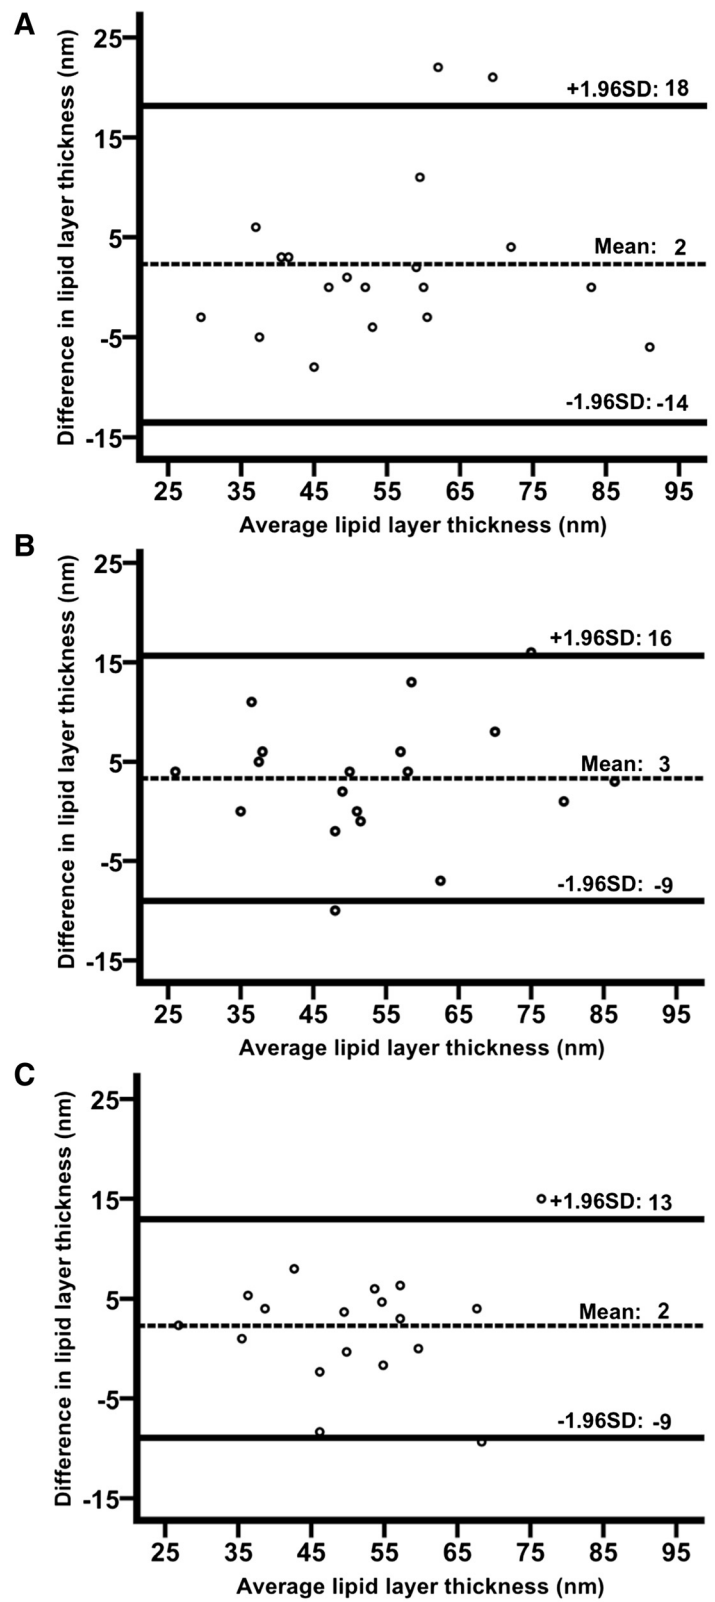 A
Difference in lipid layer thickness (nm)
25
15
5
-5
-15
+1.96SD: 18
Mean: 2
-1.96SD: -14
25 35 45 55 65 75 85 95
Average lipid layer thickness (nm)
B
Difference in lipid layer thickness (nm)
25
15
5
-5
-15
+1.96SD: 16
Mean: 3
-1.96SD: -9
25 35 45 55 65 75 85 95
Average lipid layer thickness (nm)
C
Difference in lipid layer thickness (nm)
25
15
5
-5
-15
+1.96SD: 13
Mean: 2
-1.96SD: -9
25 35 45 55 65 75 85 95
Average lipid layer thickness (nm)